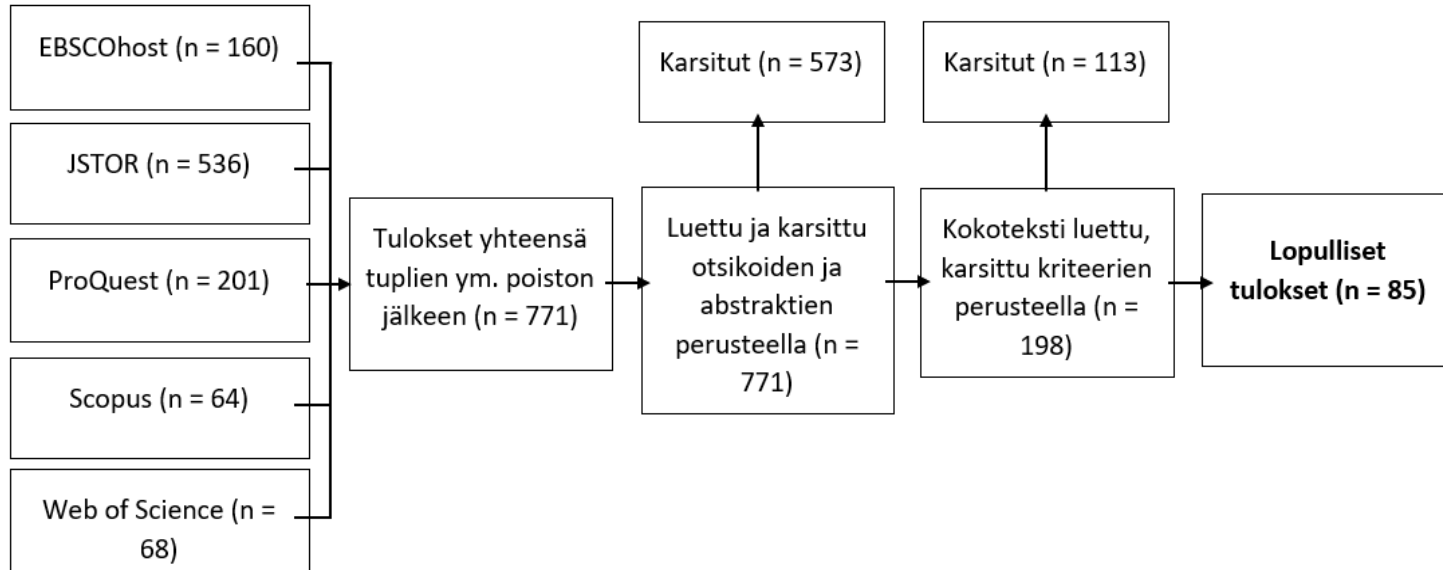 EBSCOhost (n = 160)
JSTOR (n = 536)
ProQuest (n = 201)
Scopus (n = 64)
Web of Science (n =
68)
Tulokset yhteensä
tuplien ym. poiston
jälkeen (n = 771)
Karsitut (n = 573)
Luettu ja karsittu
otsikoiden ja
abstraktien
perusteella (n =
771)
Karsitut (n = 113)
Kokoteksti luettu,
karsittu kriteerien
perusteella (n =
198)
Lopulliset
tulokset (n = 85)